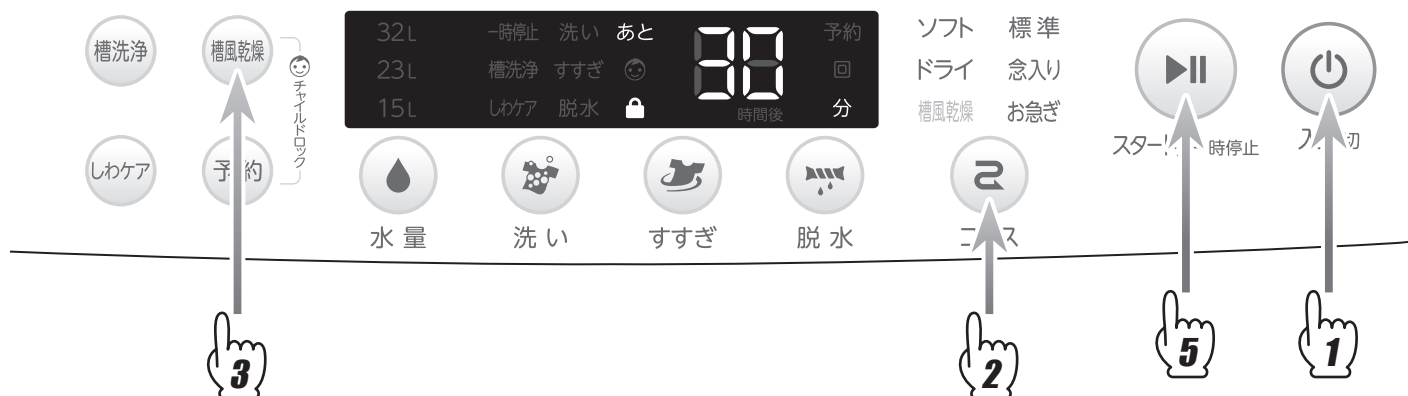 槽洗浄 槽風乾燥 チャイルドロック
32L 一時停止 洗い あと 30 予約
23L 槽洗浄 すすぎ 回
15L しわケア 脱水 時間後 分
ソフト 標準
ドライ 念入り
槽風乾燥 お急ぎ
しわケア 予約
水量 洗い すすぎ 脱水
3 2 5 1